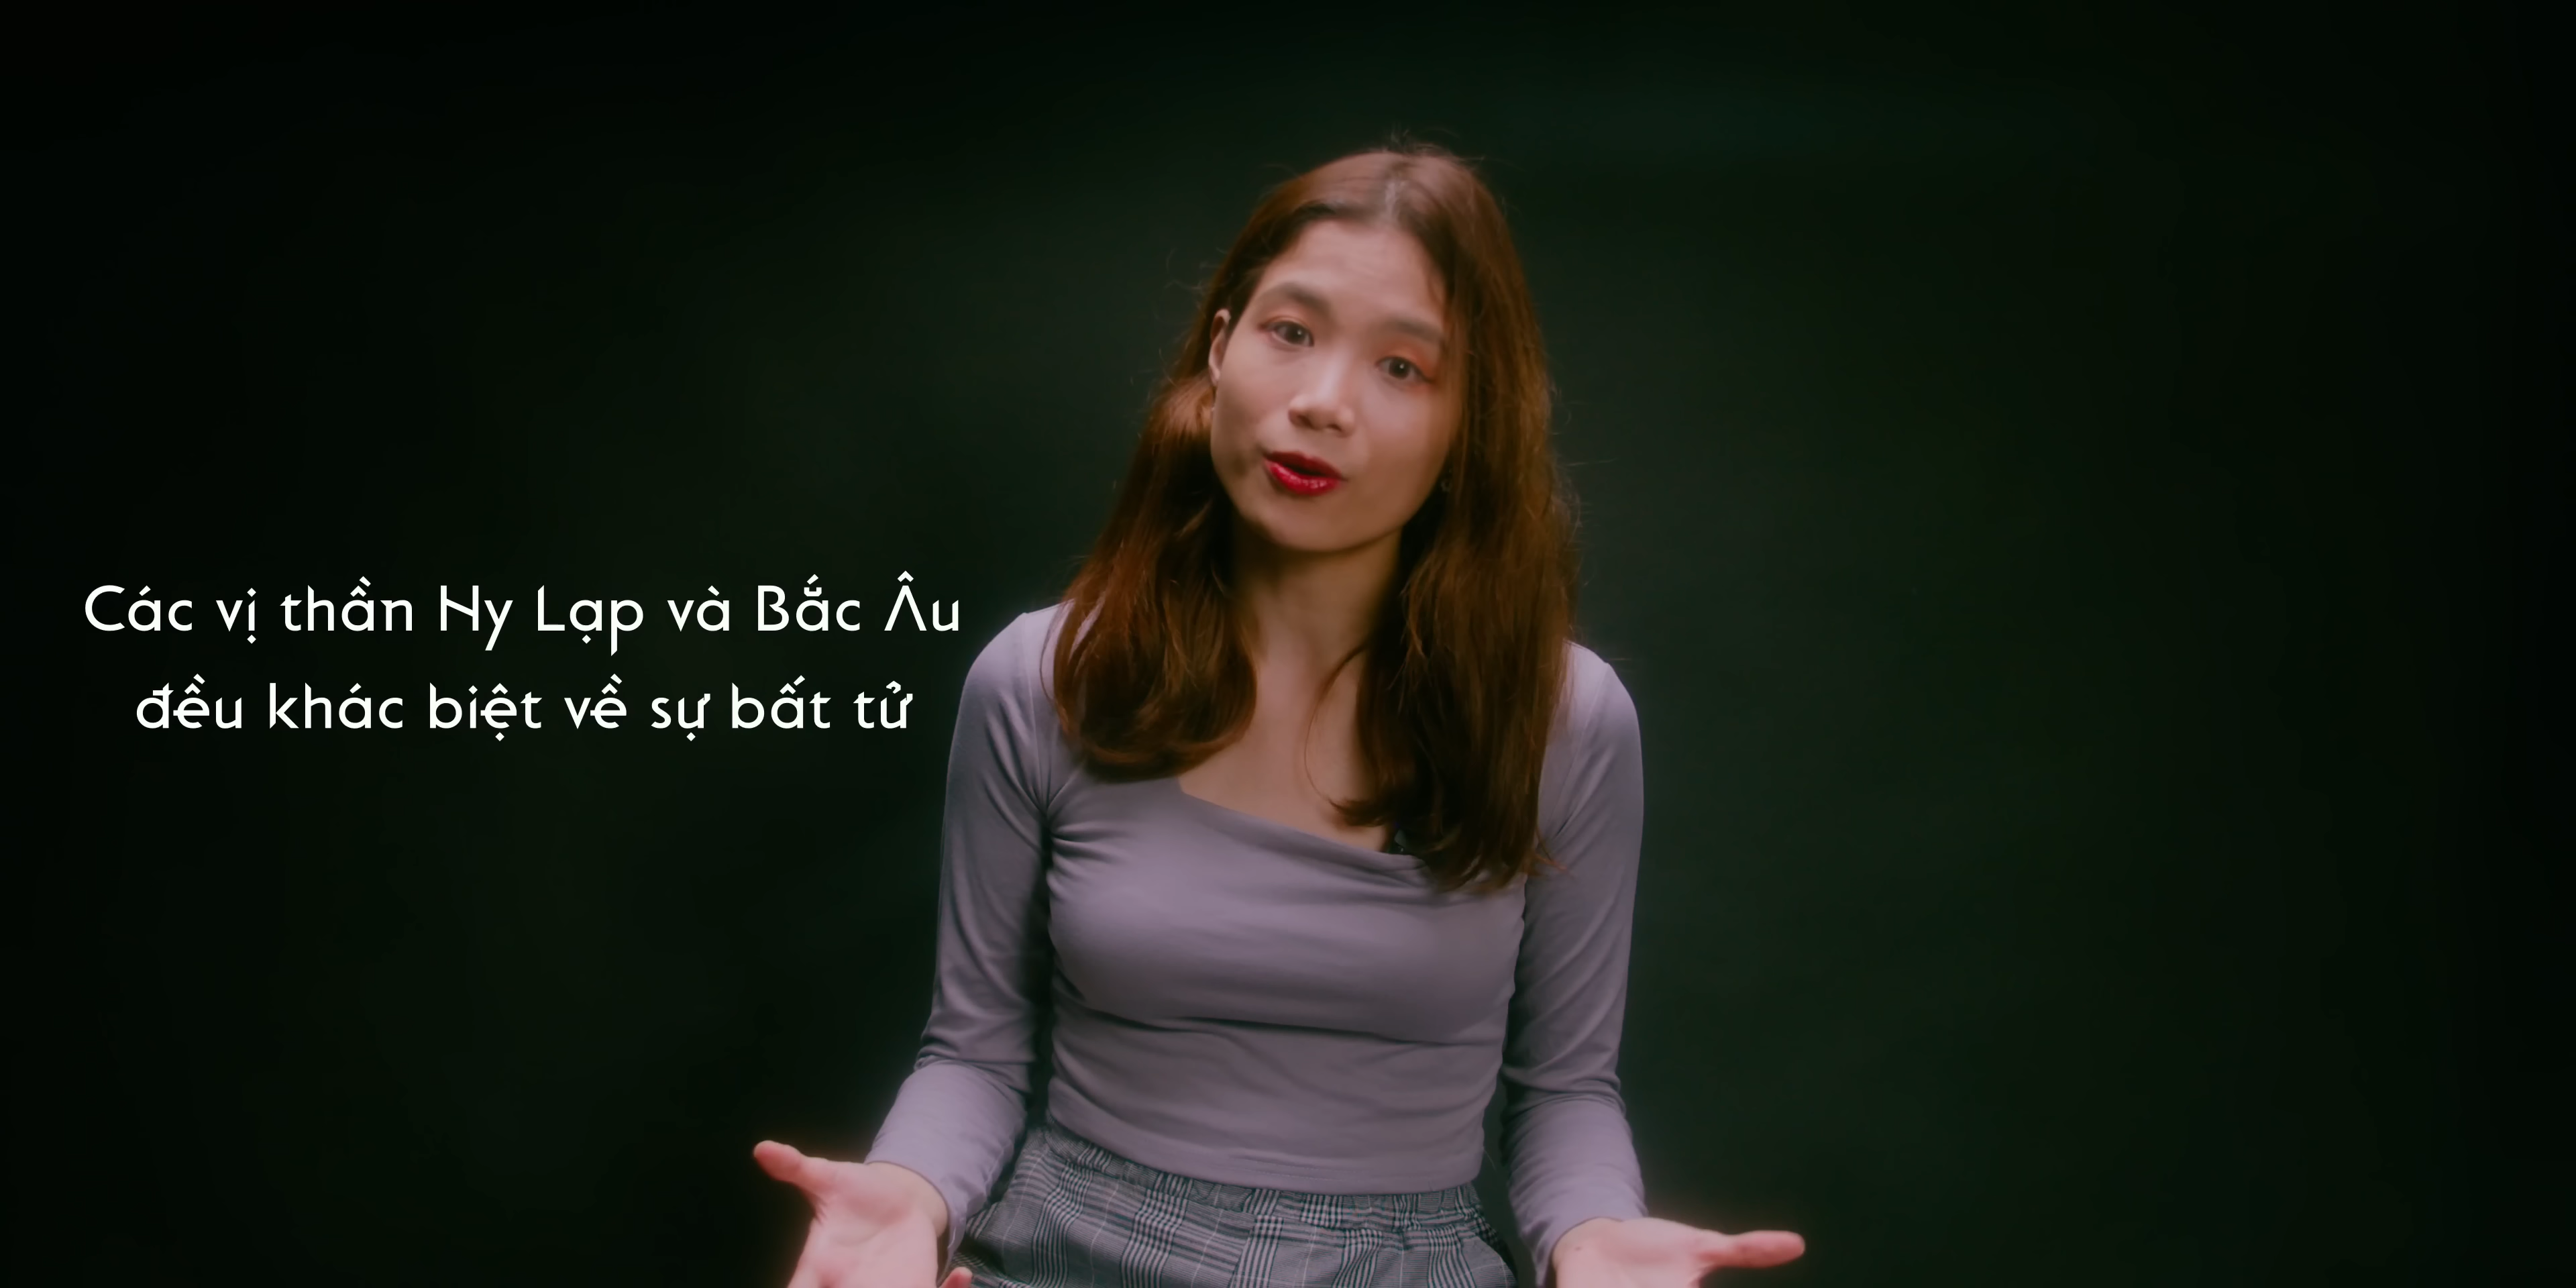 Các vị thần Hy Lạp và Bắc Âu
đều khác biệt về sự bất tử